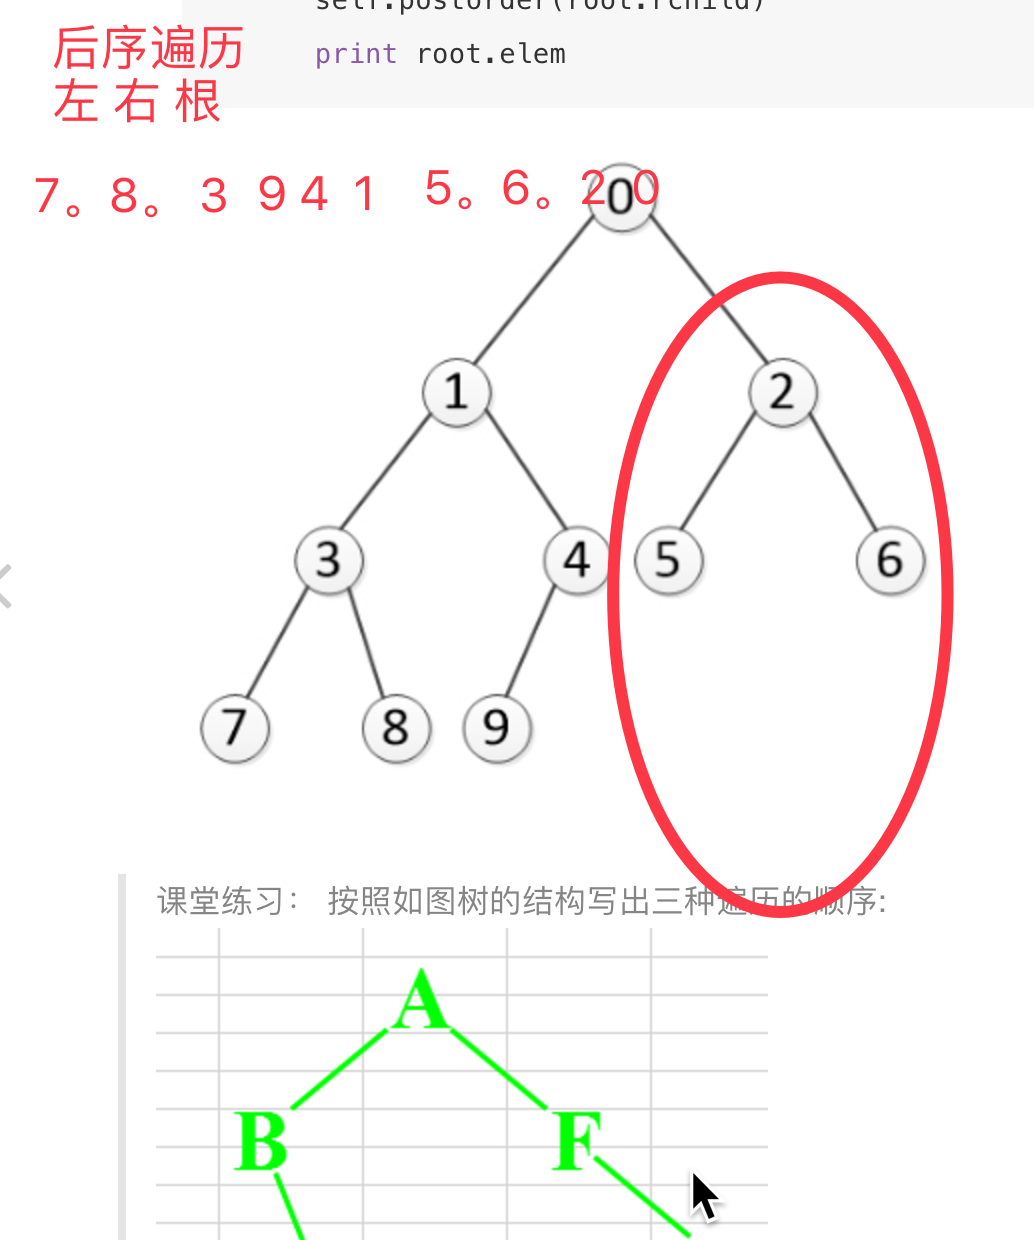 self.postorder(root.rchild)
print root.elem
后序遍历
左 右 根
7。8。 3 9 4 1 5。6。2 0
0
1
2
3
4
5
6
7
8
9
课堂练习： 按照如图树的结构写出三种遍历的顺序:
A
B
F